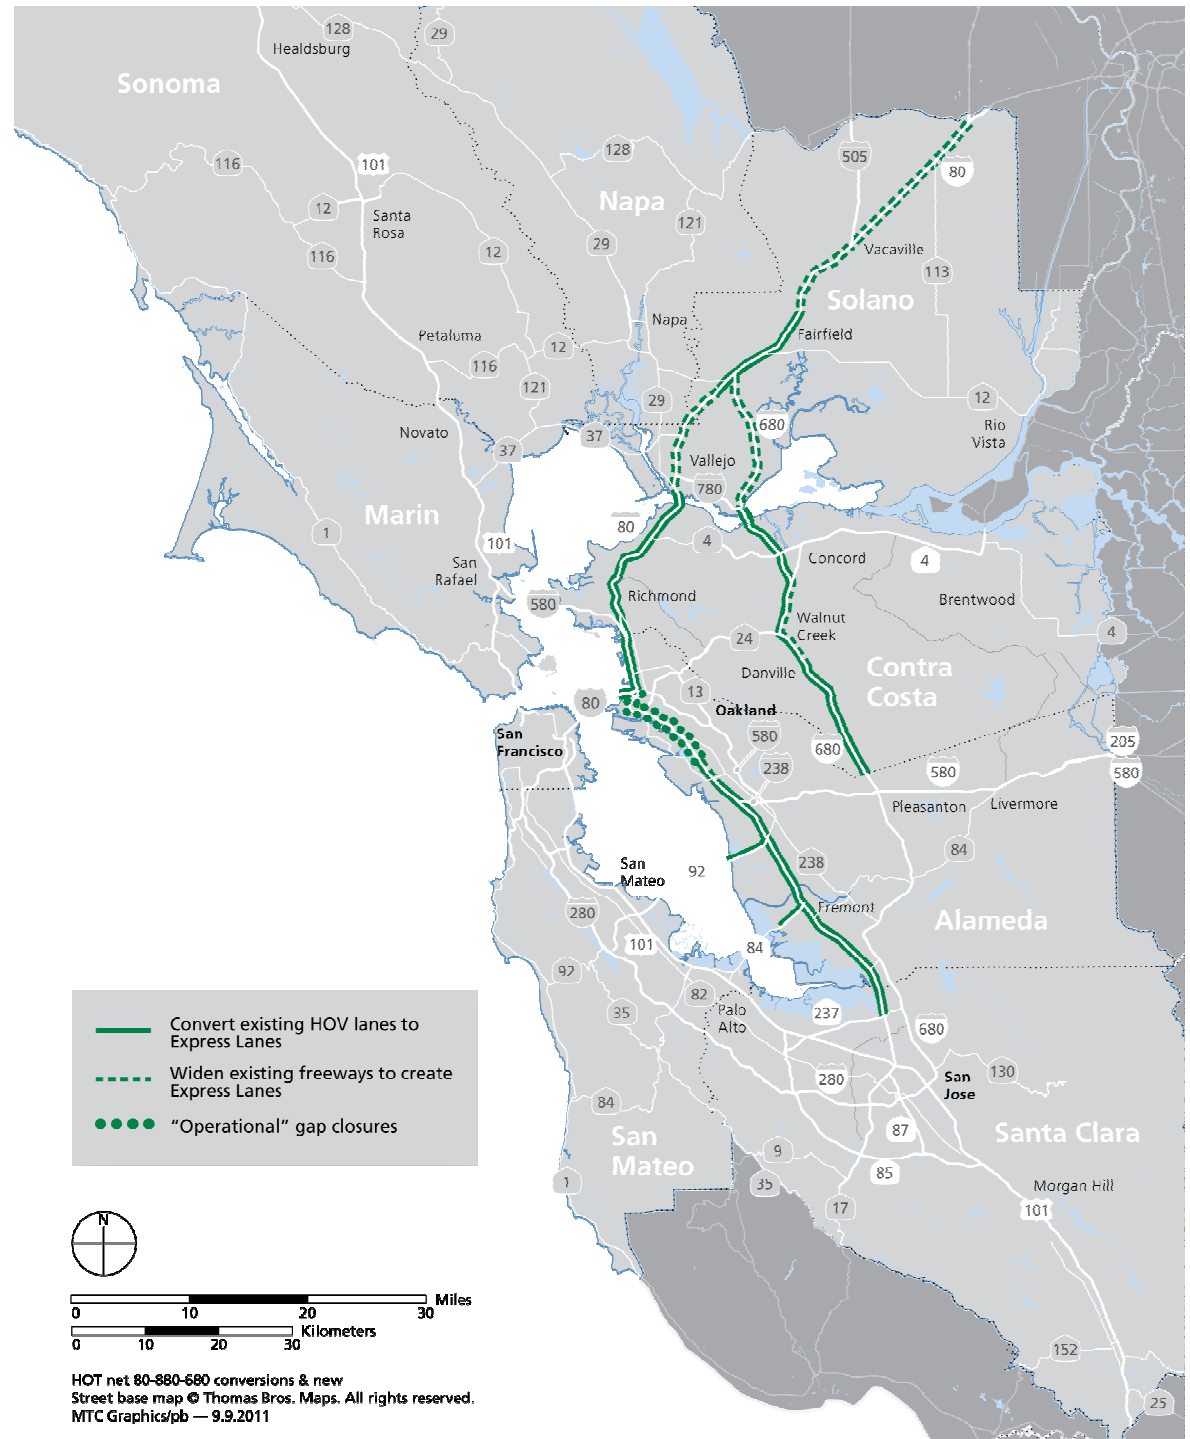 128
29
Healdsburg
Sonoma
116
101
128
505
80
12
Santa
Rosa
Napa
121
116
12
29
Vacaville
113
Solano
Napa
Petaluma
Fairfield
12
116
121
29
12
Novato
37
37
680
Rio
Vista
Vallejo
780
Marin
1
101
80
4
Concord
4
San
Rafael
580
Richmond
Brentwood
Walnut
Creek
24
4
Danville
Contra
Costa
13
80
Oakland
San
Francisco
580
680
205
238
580
580
Pleasanton
Livermore
84
San
Mateo
92
238
280
Fremont
Alameda
101
84
92
82
35
Palo
Alto
237
680
San
Jose
130
280
84
87
San
Mateo
Santa Clara
9
85
35
1
17
Morgan Hill
101
152
25
Convert existing HOV lanes to
Express Lanes
Widen existing freeways to create
Express Lanes
“Operational” gap closures
N
Miles
0 10 20 30
Kilometers
0 10 20 30
HOT net 80-880-680 conversions & new
Street base map © Thomas Bros. Maps. All rights reserved.
MTC Graphics/pb — 9.9.2011